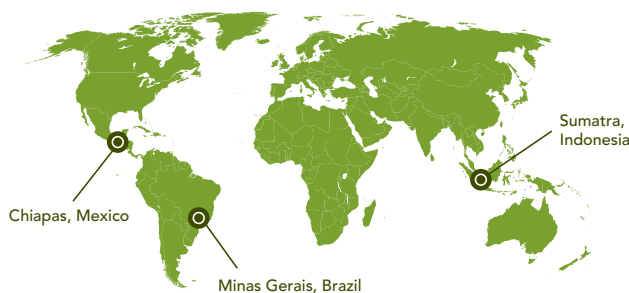 Sumatra,
Indonesia
Chiapas, Mexico
Minas Gerais, Brazil